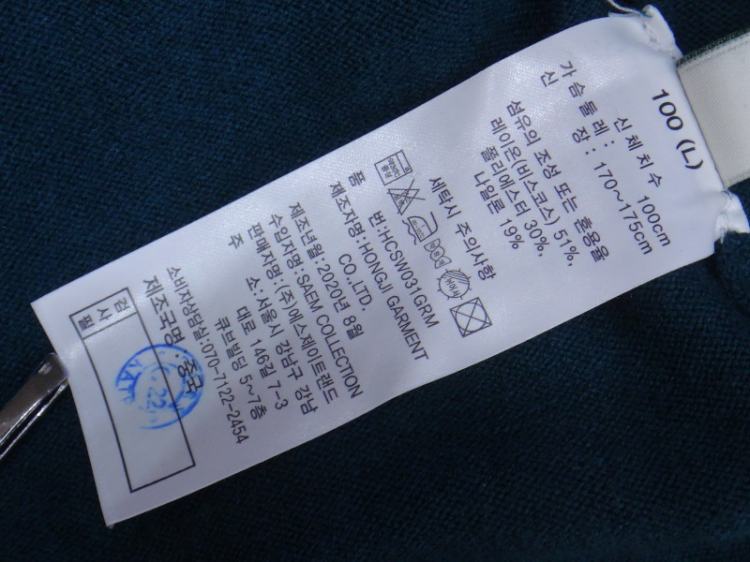 100 (L)
신체치수
가슴둘레 : 100cm
신 장 : 170~175cm
섬유의 조성 또는 혼용율
레이온(비스코스) 51%,
폴리에스터 30%,
나일론 19%
세탁시 주의사항
품 번:HCSW031GRM
제조자명:HONGJI GARMENT
CO.,LTD.
제조년월:2020년 8월
수입자명:SAEM COLLECTION
판매자명:(주)에스제이트랜드
주 소:서울시 강남구 강남
대로 146길 7-3
큐브빌딩 5~7층
소비자상담실:070-7122-2454
제조국명 : 중국
검사필
22